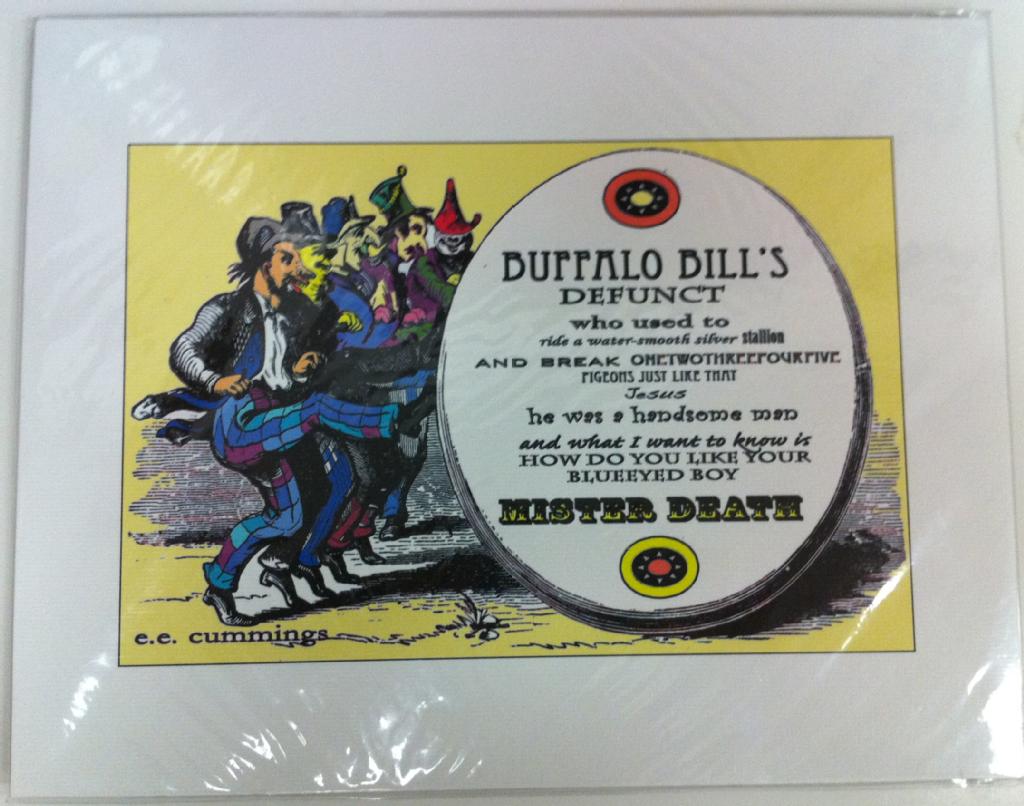 BUFFALO BILL'S
DEFUNCT
who used to
ride a water-smooth silver stallion
AND BREAK ONETWOTHREEFOURFIVE
PIGEONS JUST LIKE THAT
Jesus
he was a handsome man
and what I want to know is
HOW DO YOU LIKE YOUR
BLUEEYED BOY
MISTER DEATH
e.e. cummings